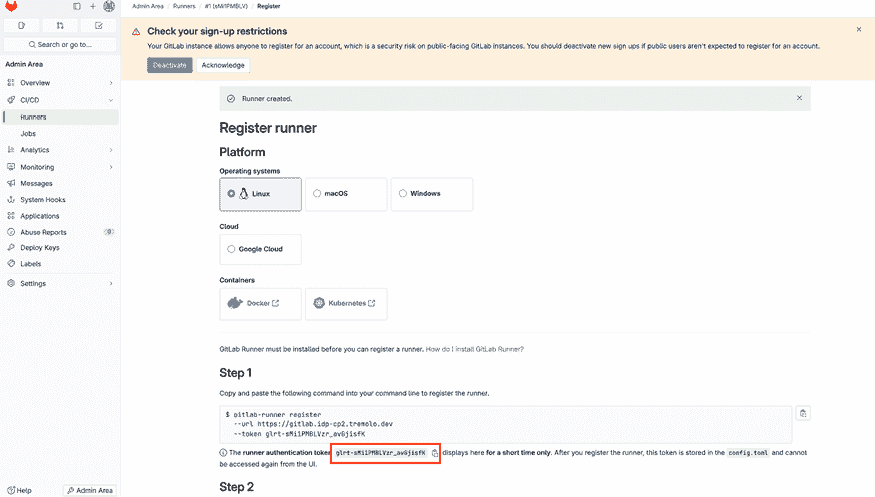 Admin Area / Runners / #1 (sMi1PMBLV) / Register
Search or go to...
Check your sign-up restrictions
Your GitLab instance allows anyone to register for an account, which is a security risk on public-facing GitLab instances. You should deactivate new sign ups if public users aren't expected to register for an account.
Deactivate Acknowledge
Admin Area
Overview
CI/CD
Runners
Jobs
Analytics
Monitoring
Messages
System Hooks
Applications
Abuse Reports 0
Deploy Keys
Labels
Settings
Help
Admin Area
Runner created.
Register runner
Platform
Operating systems
Linux macOS Windows
Cloud
Google Cloud
Containers
Docker Kubernetes
GitLab Runner must be installed before you can register a runner. How do I install GitLab Runner?
Step 1
Copy and paste the following command into your command line to register the runner.
$ gitlab-runner register
--url https://gitlab.idp-cp2.tremolo.dev
--token glrt-sMi1PMBLVzr_avGjisfK
The runner authentication token glrt-sMi1PMBLVzr_avGjisfK displays here for a short time only. After you register the runner, this token is stored in the config.toml and cannot
be accessed again from the UI.
Step 2